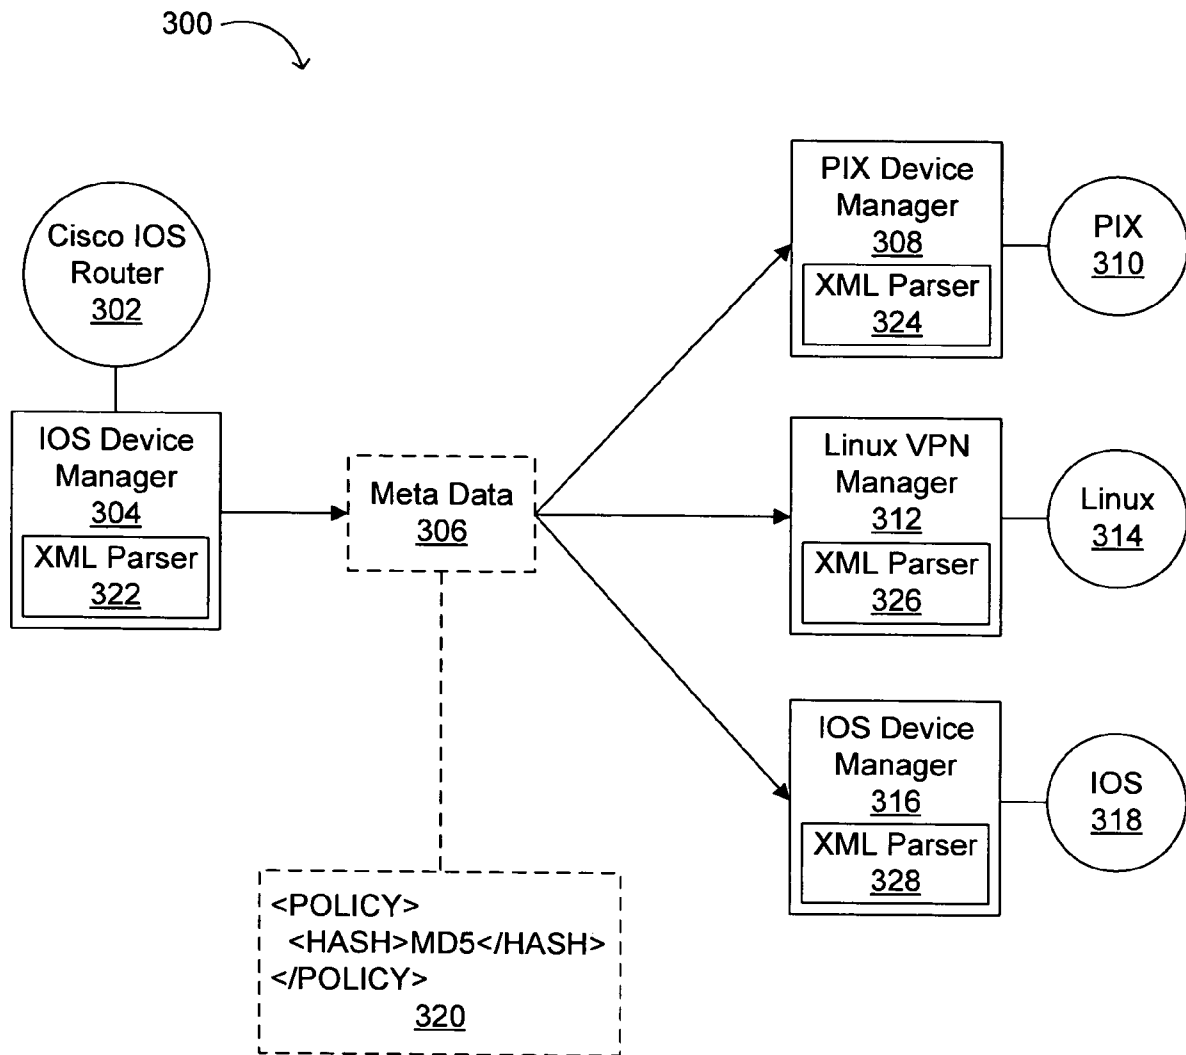 300
Cisco IOS
Router
302
IOS Device
Manager
304
XML Parser
322
Meta Data
306
<POLICY>
<HASH>MD5</HASH>
</POLICY>
320
PIX Device
Manager
308
XML Parser
324
PIX
310
Linux VPN
Manager
312
XML Parser
326
Linux
314
IOS Device
Manager
316
XML Parser
328
IOS
318